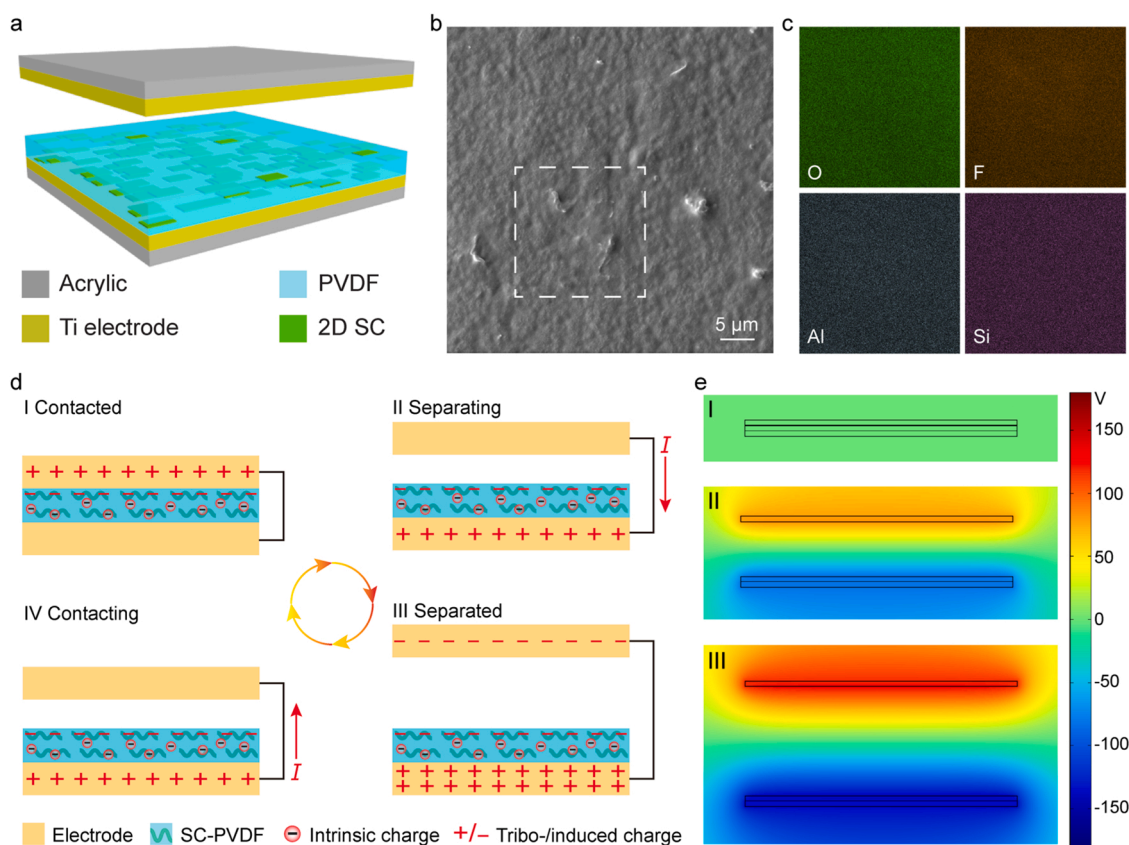 a
Acrylic
PVDF
Ti electrode
2D SC
b
5 μm
c
O
F
Al
Si
d
I Contacted
II Separating
I
IV Contacting
III Separated
I
Electrode
SC-PVDF
Intrinsic charge
+/− Tribo-/induced charge
e
I
II
III
V
150
100
50
0
-50
-100
-150